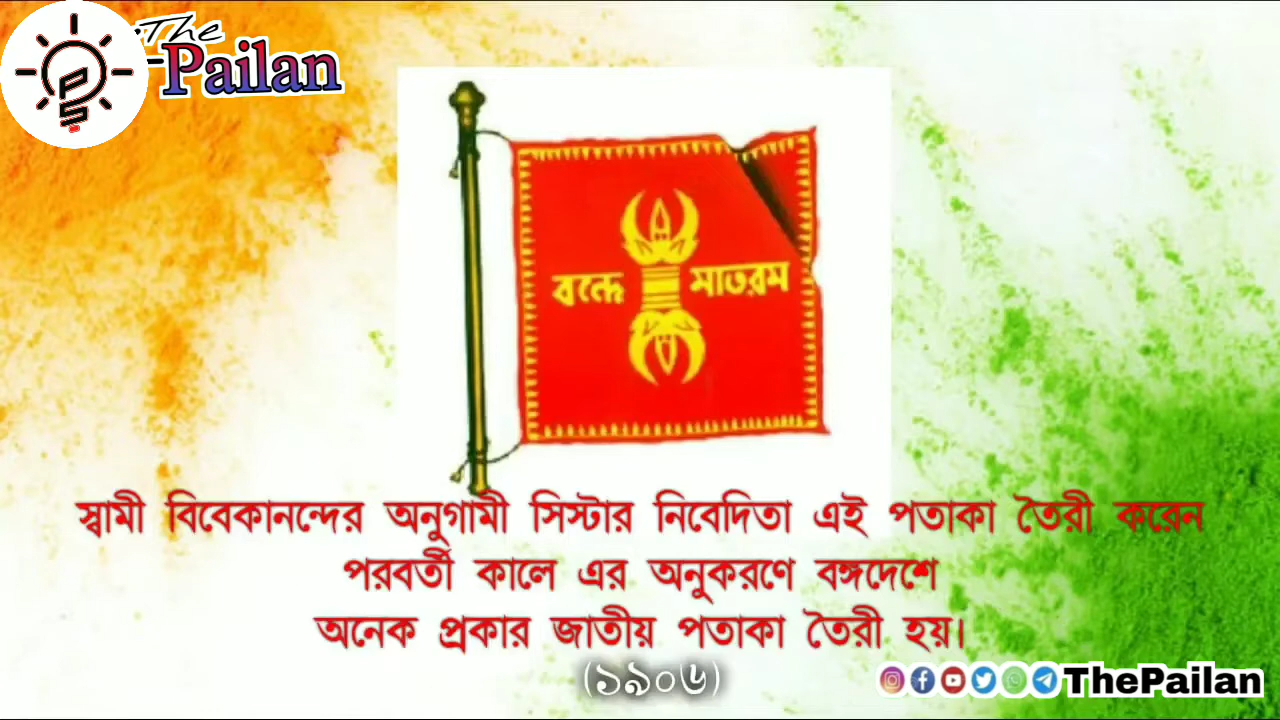 The
Pailan
বন্দে মাতরম
স্বামী বিবেকানন্দের অনুগামী সিস্টার নিবেদিতা এই পতাকা তৈরী করেন
পরবর্তী কালে এর অনুকরণে বঙ্গদেশে
অনেক প্রকার জাতীয় পতাকা তৈরী হয়।
(১৯০৬)
ThePailan